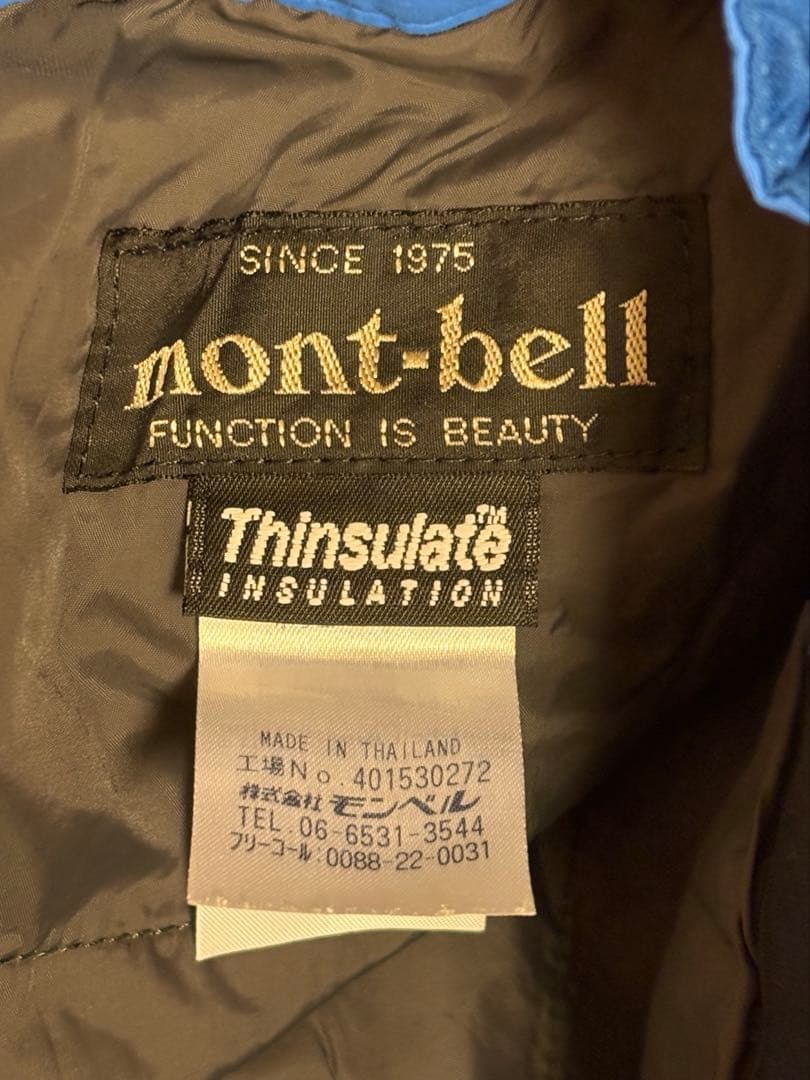 SINCE 1975
mont-bell
FUNCTION IS BEAUTY
Thinsulate™
INSULATION
MADE IN THAILAND
工場No. 401530272
株式会社 モンベル
TEL. 06-6531-3544
フリーコール:0088-22-0031